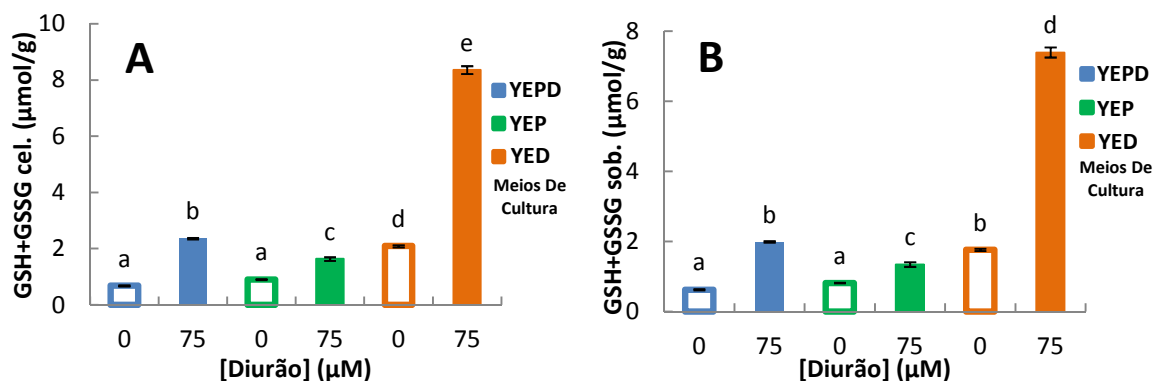 A
GSH+GSSG cel. (µmol/g)
10
8
6
4
2
0
a
b
a
c
d
e
YEPD
YEP
YED
Meios De
Cultura
0 75 0 75 0 75
[Diurão] (µM)
B
GSH+GSSG sob. (µmol/g)
8
6
4
2
0
a
b
a
c
b
d
YEPD
YEP
YED
Meios De
Cultura
0 75 0 75 0 75
[Diurão] (µM)